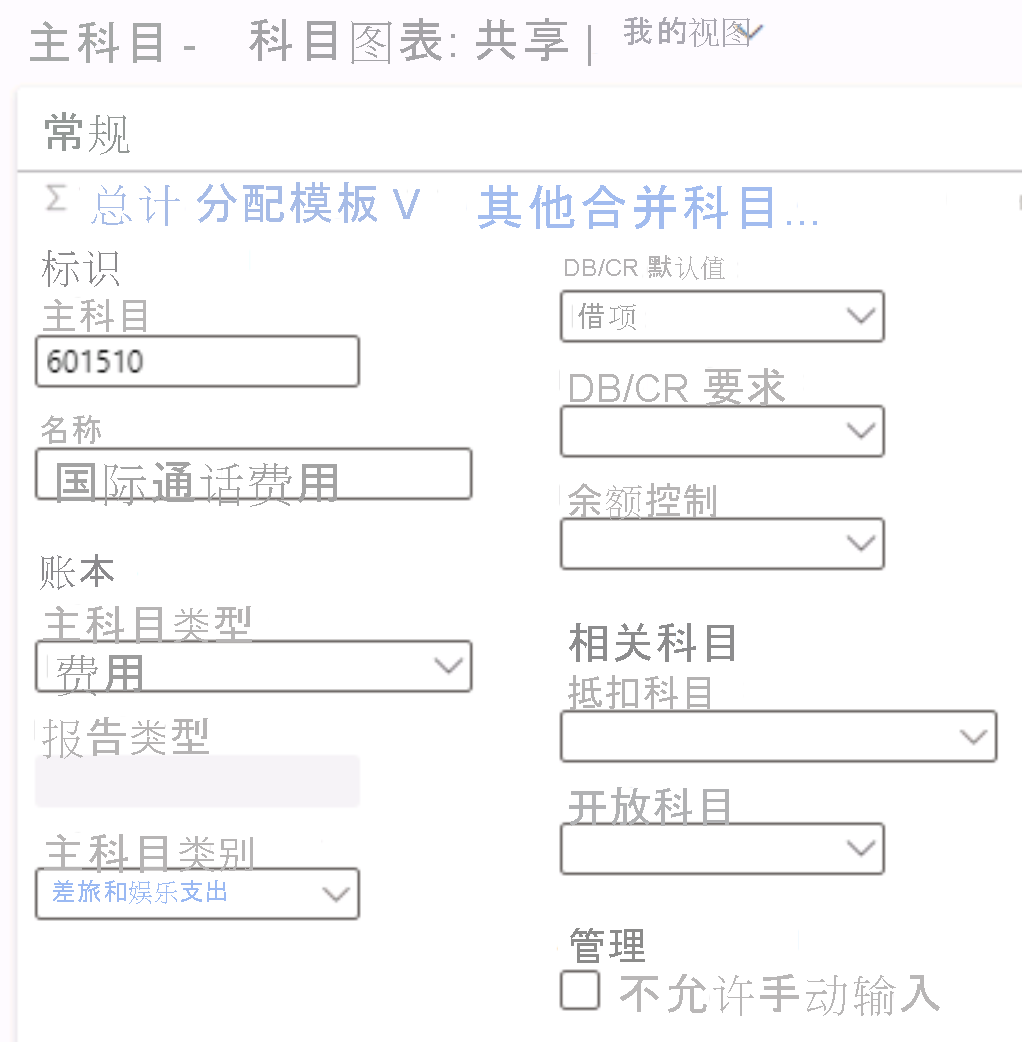 主科目 - 科目图表: 共享 | 我的视图
常规
Σ 总计 分配模板 V 其他合并科目...
标识
主科目
601510
名称
国际通话费用
账本
主科目类型
费用
报告类型
主科目类别
差旅和娱乐支出
DB/CR 默认值
借项
DB/CR 要求
余额控制
相关科目
抵扣科目
开放科目
管理
不允许手动输入